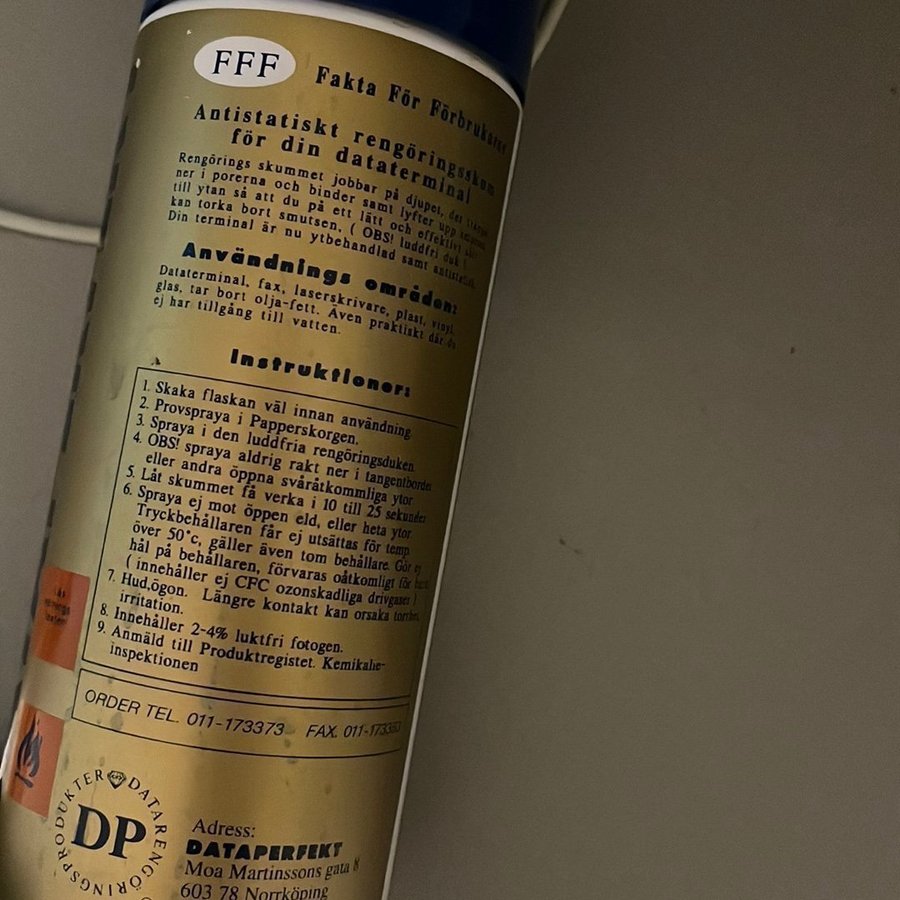 FFF Fakta För Förbrukaren
Antistatiskt rengöringsskum
för din dataterminal
Rengörings skummet jobbar på djupet, det tränger
ner i porerna och binder samt lyfter upp smutsen
till ytan så att du på ett lätt och effektivt sätt
kan torka bort smutsen, ( OBS! luddfri duk )
Din terminal är nu ytbehandlad samt antistatisk.
Användnings områden:
Dataterminal, fax, laserskrivare, plast, vinyl,
glas, tar bort olja-fett. Även praktiskt där du
ej har tillgång till vatten.
Instruktioner:
1. Skaka flaskan väl innan användning.
2. Provspraya i Papperskorgen.
3. Spraya i den luddfria rengöringsduken.
4. OBS! spraya aldrig rakt ner i tangentbordet
eller andra öppna svåråtkommliga ytor.
5. Låt skummet få verka i 10 till 25 sekunder
6. Spraya ej mot öppen eld, eller heta ytor.
Tryckbehållaren får ej utsättas för temp.
över 50°c, gäller även tom behållare. Gör ej
hål på behållaren, förvaras oåtkomligt för barn
( innehåller ej CFC ozonskadliga drivgaser )
7. Hud,ögon. Längre kontakt kan orsaka torrhet,
irritation.
8. Innehåller 2-4% luktfri fotogen.
9. Anmäld till Produktregistet. Kemikalie-
inspektionen
ORDER TEL. 011-173373 FAX. 011-173
DATARENGÖRINGSPRODUKTER
DP
Adress:
DATAPERFEKT
Moa Martinssons gata 8
603 78 Norrköping